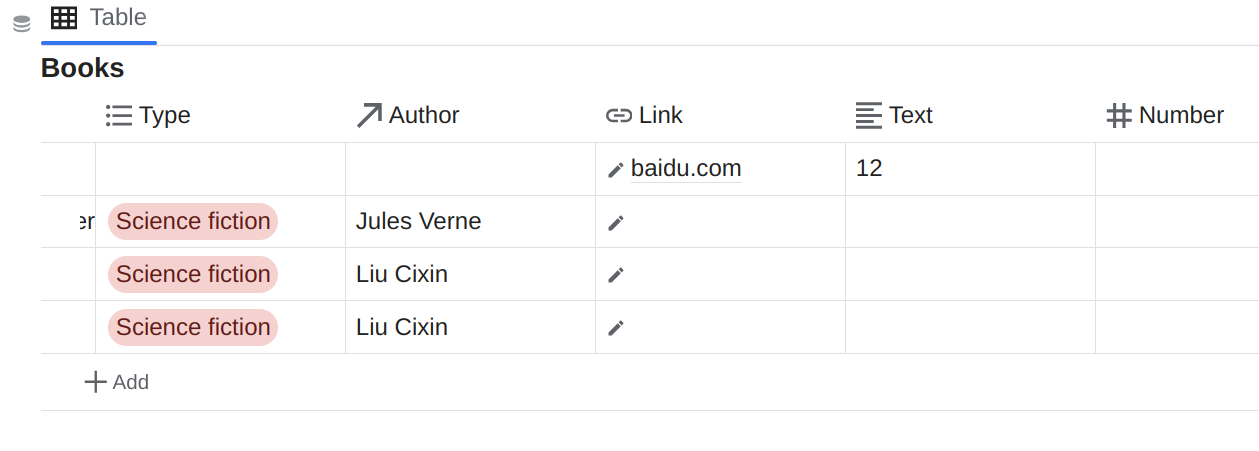 Table
Books
Type Author Link Text Number
baidu.com 12
er Science fiction Jules Verne
Science fiction Liu Cixin
Science fiction Liu Cixin
Add